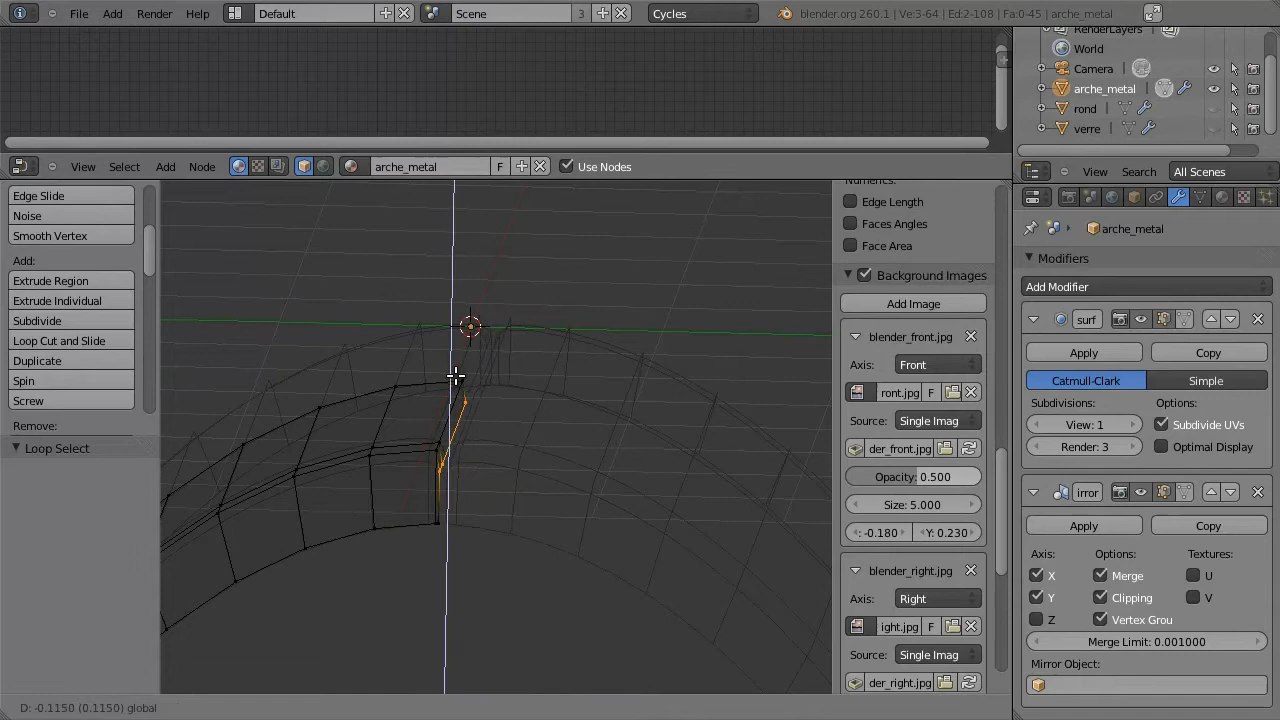 File Add Render Help Default Scene 3 Cycles blender.org 260.1 | Ve:3-64 | Ed:2-108 | Fa:0-45 | arche_metal
RenderLayers
World
Camera
arche_metal
rond
verre
View Select Add Node arche_metal F Use Nodes
View Search All Scenes
Edge Slide
Noise
Smooth Vertex
Add:
Extrude Region
Extrude Individual
Subdivide
Loop Cut and Slide
Duplicate
Spin
Screw
Remove:
Loop Select
D: -0.1150 (0.1150) global
Edge Length
Faces Angles
Face Area
Background Images
Add Image
blender_front.jpg
Axis: Front
ront.jpg F
Source: Single Imag
der_front.jpg
Opacity: 0.500
Size: 5.000
: -0.180 Y: 0.230
blender_right.jpg
Axis: Right
ight.jpg F
Source: Single Imag
der_right.jpg
arche_metal
Modifiers
Add Modifier
surf
Apply Copy
Catmull-Clark Simple
Subdivisions: Options:
View: 1 Subdivide UVs
Render: 3 Optimal Display
irror
Apply Copy
Axis: Options: Textures:
X Merge U
Y Clipping V
Z Vertex Grou
Merge Limit: 0.001000
Mirror Object: